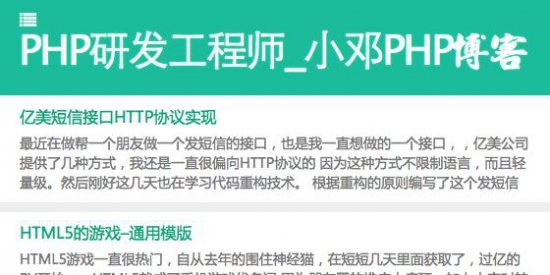 PHP研发工程师_小邓PHP博客
亿美短信接口HTTP协议实现
最近在做帮一个朋友做一个发短信的接口，也是我一直想做的一个接口，，亿美公司
提供了几种方式，我还是一直很偏向HTTP协议的 因为这种方式不限制语言，而且轻
量级。然后刚好这几天也在学习代码重构技术。 根据重构的原则编写了这个发短信
HTML5的游戏–通用模版
HTML5游戏一直很热门，自从去年的围住神经猫，在短短几天里面获取了，过亿的